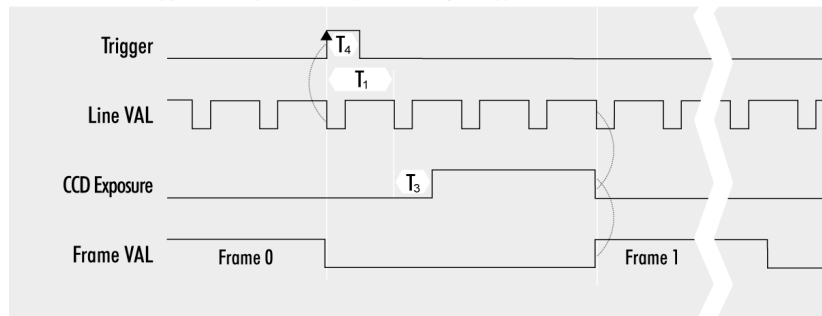 Trigger
T4
T1
Line VAL
CCD Exposure
T3
Frame VAL
Frame 0
Frame 1